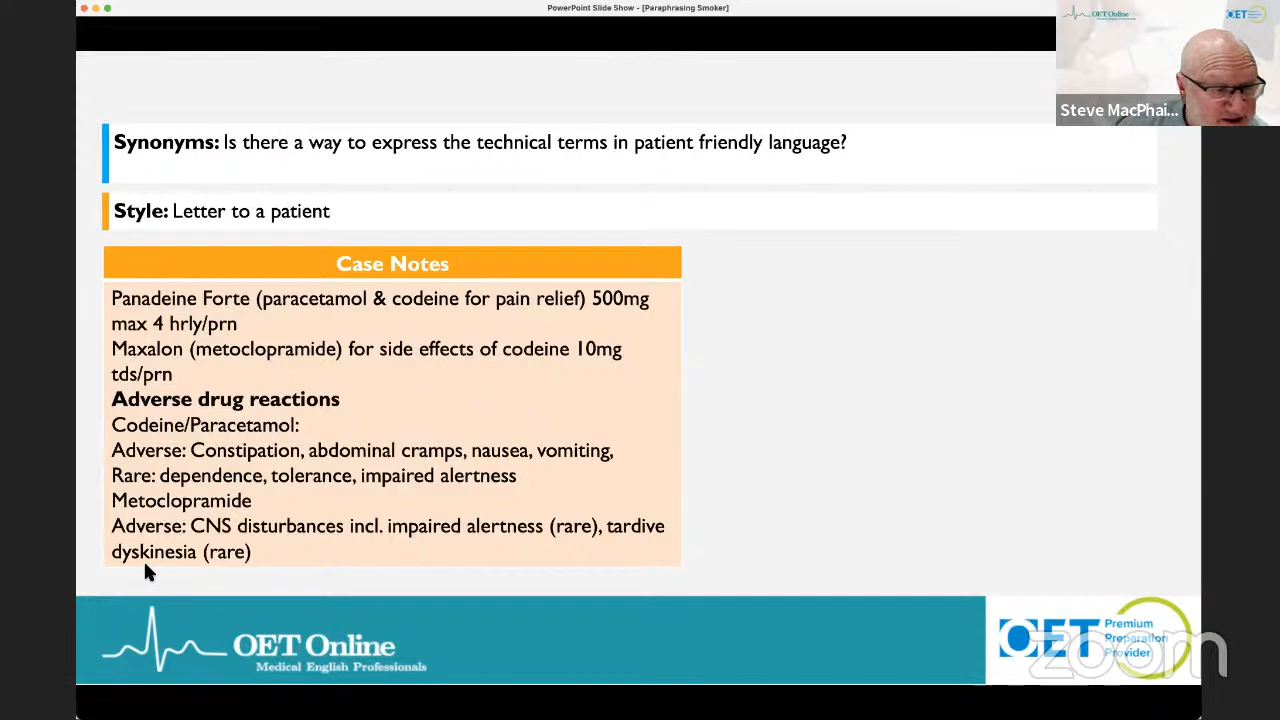 PowerPoint Slide Show - [Paraphrasing Smoker]
OET Online
OET
Steve MacPhai...
Synonyms: Is there a way to express the technical terms in patient friendly language?
Style: Letter to a patient
Case Notes
Panadeine Forte (paracetamol & codeine for pain relief) 500mg
max 4 hrly/prn
Maxalon (metoclopramide) for side effects of codeine 10mg
tds/prn
Adverse drug reactions
Codeine/Paracetamol:
Adverse: Constipation, abdominal cramps, nausea, vomiting,
Rare: dependence, tolerance, impaired alertness
Metoclopramide
Adverse: CNS disturbances incl. impaired alertness (rare), tardive
dyskinesia (rare)
OET Online
Medical English Professionals
OET
Premium
Preparation
Provider
zoom